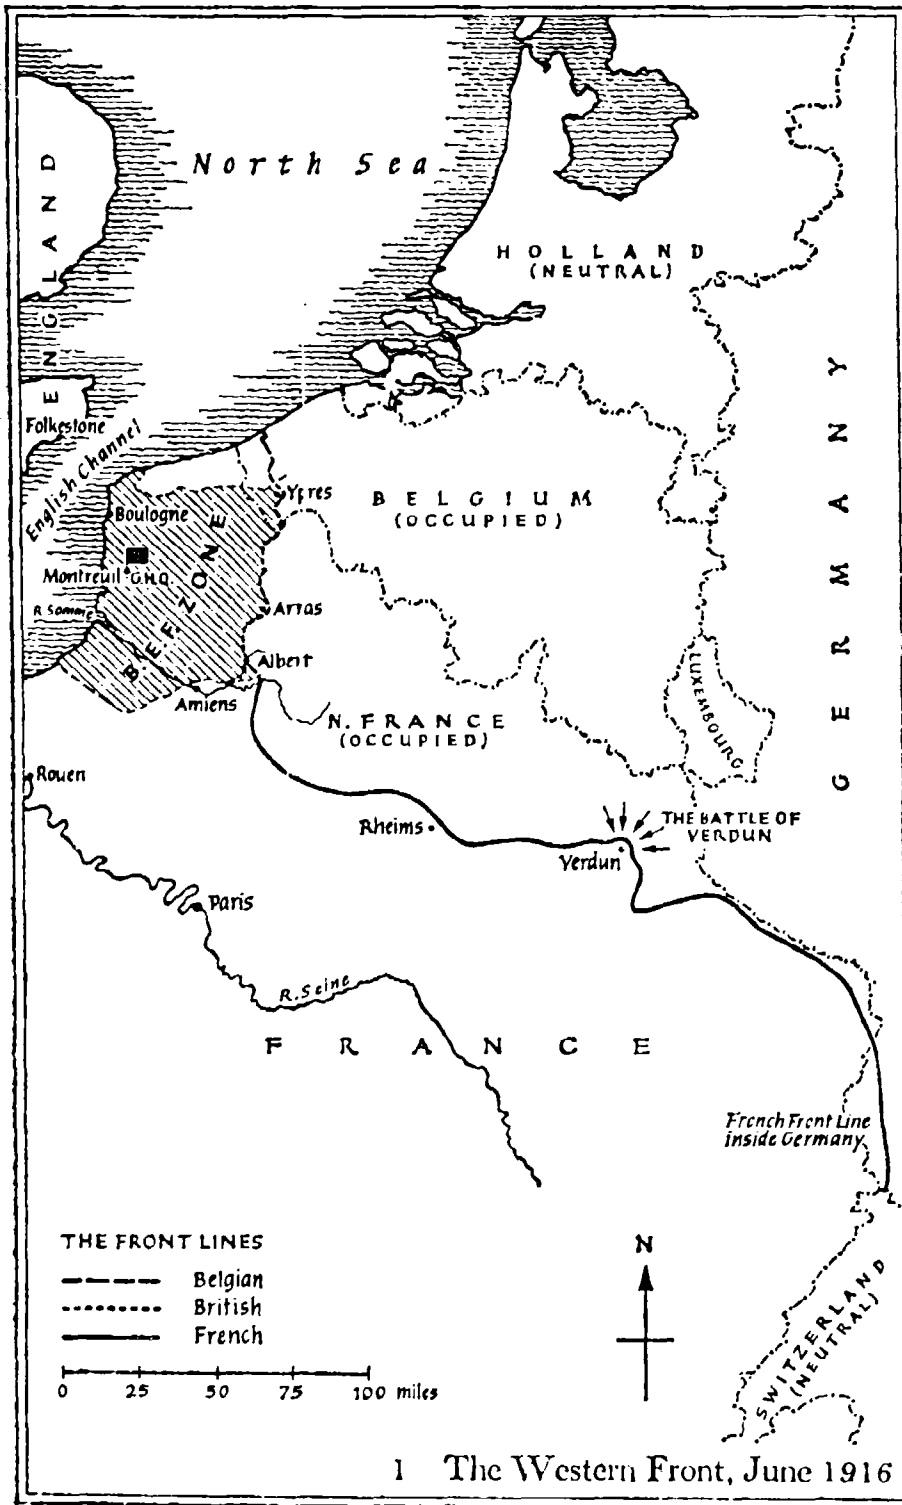 North Sea
ENGLAND
HOLLAND
(NEUTRAL)
GERMANY
Folkestone
English Channel
Ypres
BELGIUM
(OCCUPIED)
Boulogne
B.E.F. ZONE
Montreuil G.H.Q.
R Somme
Arras
Albert
LUXEMBOURG
Amiens
N. FRANCE
(OCCUPIED)
Rouen
Rheims
THE BATTLE OF
VERDUN
Verdun
Paris
R. Seine
FRANCE
French Front Line
inside Germany
THE FRONT LINES
Belgian
British
French
0 25 50 75 100 miles
N
SWITZERLAND
(NEUTRAL)
1 The Western Front, June 1916